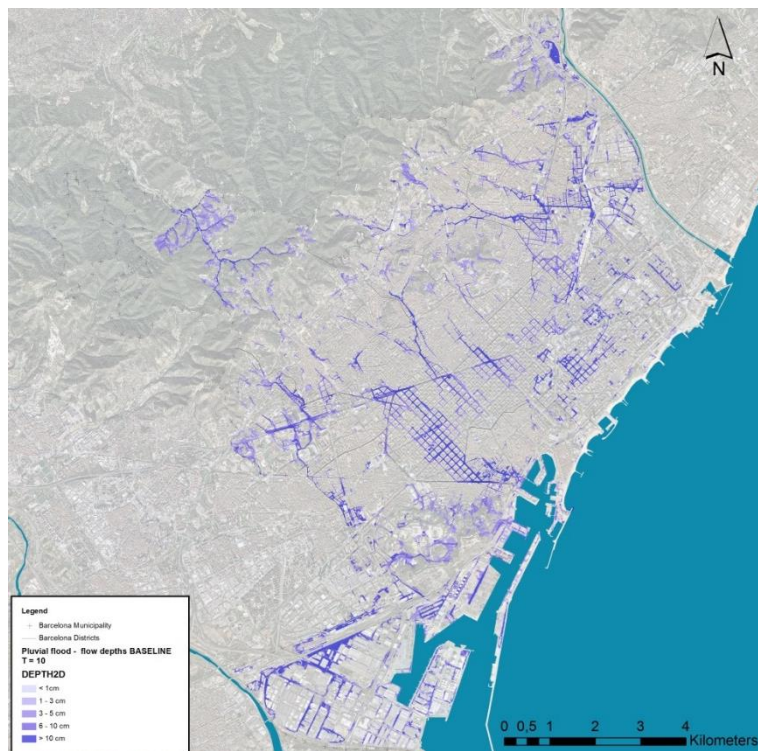 N
Legend
Barcelona Municipality
Barcelona Districts
Pluvial flood - flow depths BASELINE
T = 10
DEPTH2D
< 1cm
1 - 3 cm
3 - 5 cm
6 - 10 cm
> 10 cm
0 0,5 1 2 3 4
Kilometers